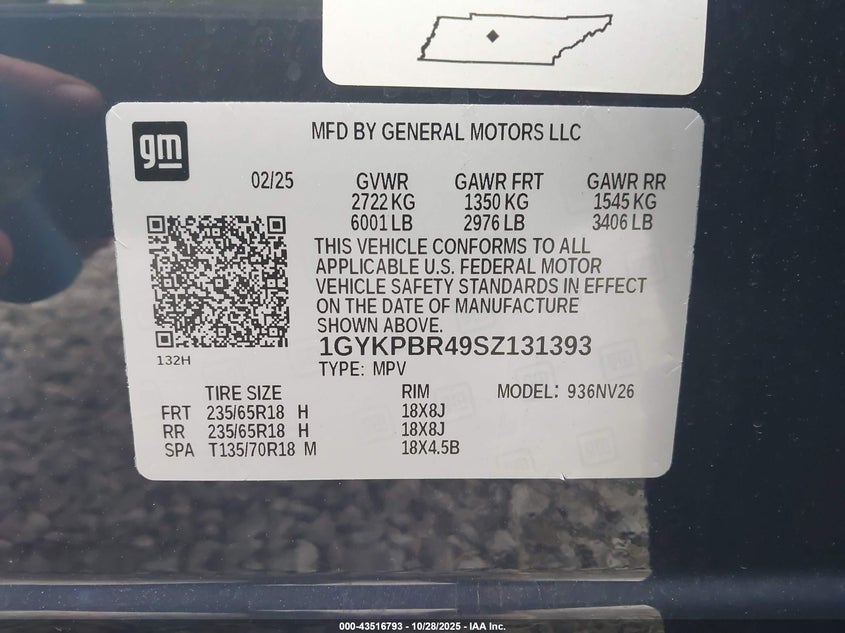 gm
MFD BY GENERAL MOTORS LLC
02/25 GVWR GAWR FRT GAWR RR
2722 KG 1350 KG 1545 KG
6001 LB 2976 LB 3406 LB
THIS VEHICLE CONFORMS TO ALL
APPLICABLE U.S. FEDERAL MOTOR
VEHICLE SAFETY STANDARDS IN EFFECT
ON THE DATE OF MANUFACTURE
SHOWN ABOVE.
1GYKPBR49SZ131393
132H
TYPE: MPV
TIRE SIZE RIM MODEL: 936NV26
FRT 235/65R18 H 18X8J
RR 235/65R18 H 18X8J
SPA T135/70R18 M 18X4.5B
000-43516793 - 10/28/2025 - IAA Inc.